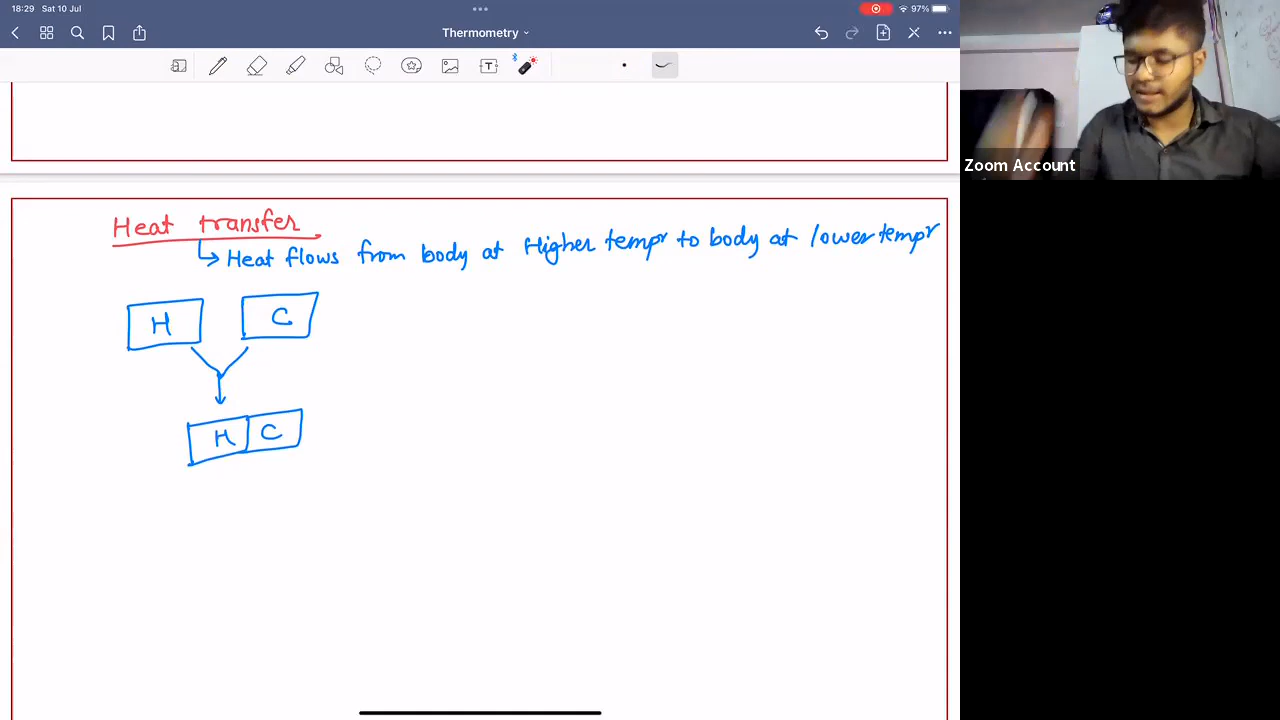 18:29 Sat 10 Jul
97%
Thermometry
Zoom Account
Heat transfer
Heat flows from body at Higher tempr to body at lower tempr
H C
H C